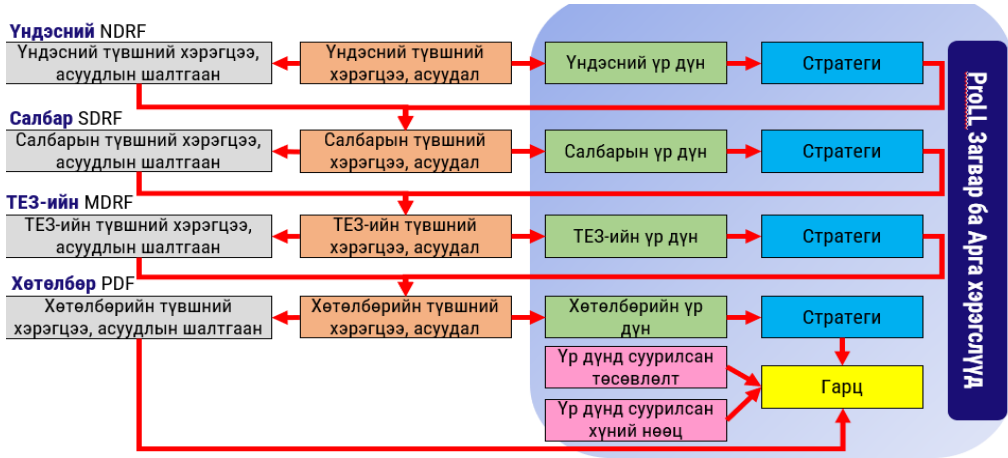 Үндэсний NDRF
Үндэсний түвшний хэрэгцээ,
асуудлын шалтгаан
Үндэсний түвшний
хэрэгцээ, асуудал
Үндэсний үр дүн
Стратеги
Салбар SDRF
Салбарын түвшний хэрэгцээ,
асуудлын шалтгаан
Салбарын түвшний
хэрэгцээ, асуудал
Салбарын үр дүн
Стратеги
ТЕЗ-ийн MDRF
ТЕЗ-ийн түвшний хэрэгцээ,
асуудлын шалтгаан
ТЕЗ-ийн түвшний
хэрэгцээ, асуудал
ТЕЗ-ийн үр дүн
Стратеги
Хөтөлбөр PDF
Хөтөлбөрийн түвшний
хэрэгцээ, асуудлын шалтгаан
Хөтөлбөрийн түвшний
хэрэгцээ, асуудал
Хөтөлбөрийн үр
дүн
Стратеги
Үр дүнд суурилсан
төсөвлөлт
Үр дүнд суурилсан
хүний нөөц
Гарц
ProLL Загвар ба Арга хэрэгслүүд